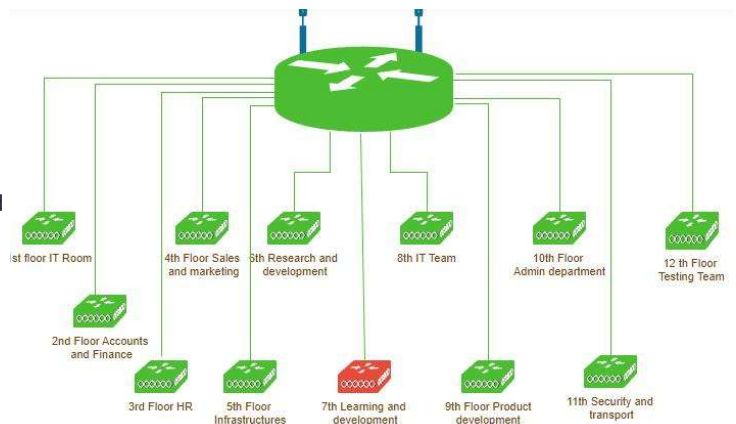 1st floor IT Room
4th Floor Sales
and marketing
6th Research and
development
8th IT Team
10th Floor
Admin department
12 th Floor
Testing Team
2nd Floor Accounts
and Finance
3rd Floor HR
5th Floor
Infrastructures
7th Learning and
development
9th Floor Product
development
11th Security and
transport